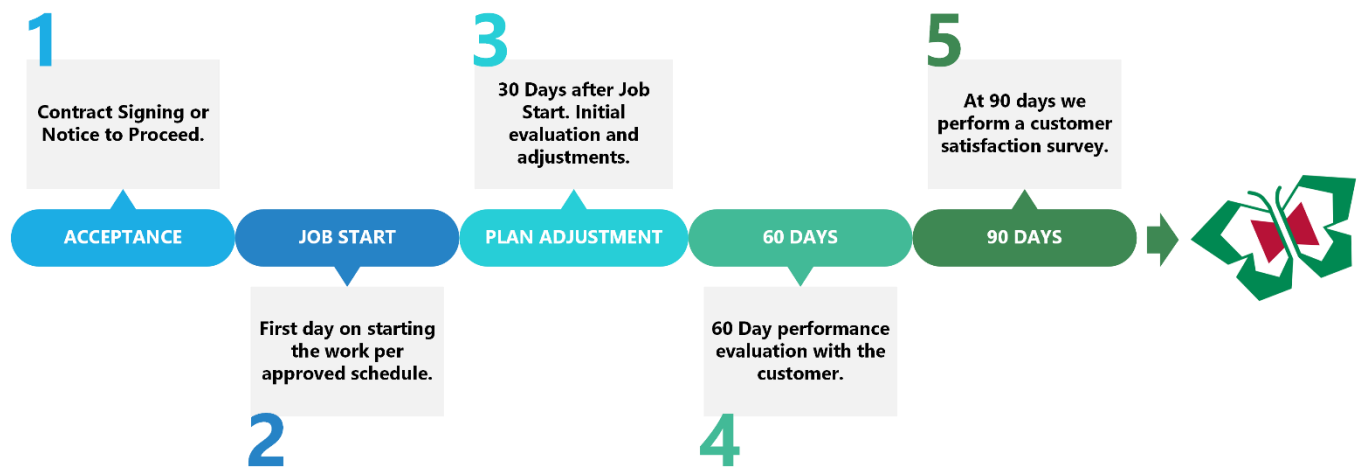 1
Contract Signing or
Notice to Proceed.
ACCEPTANCE
JOB START
First day on starting
the work per
approved schedule.
2
3
30 Days after Job
Start. Initial
evaluation and
adjustments.
PLAN ADJUSTMENT
60 DAYS
60 Day performance
evaluation with the
customer.
4
5
At 90 days we
perform a customer
satisfaction survey.
90 DAYS